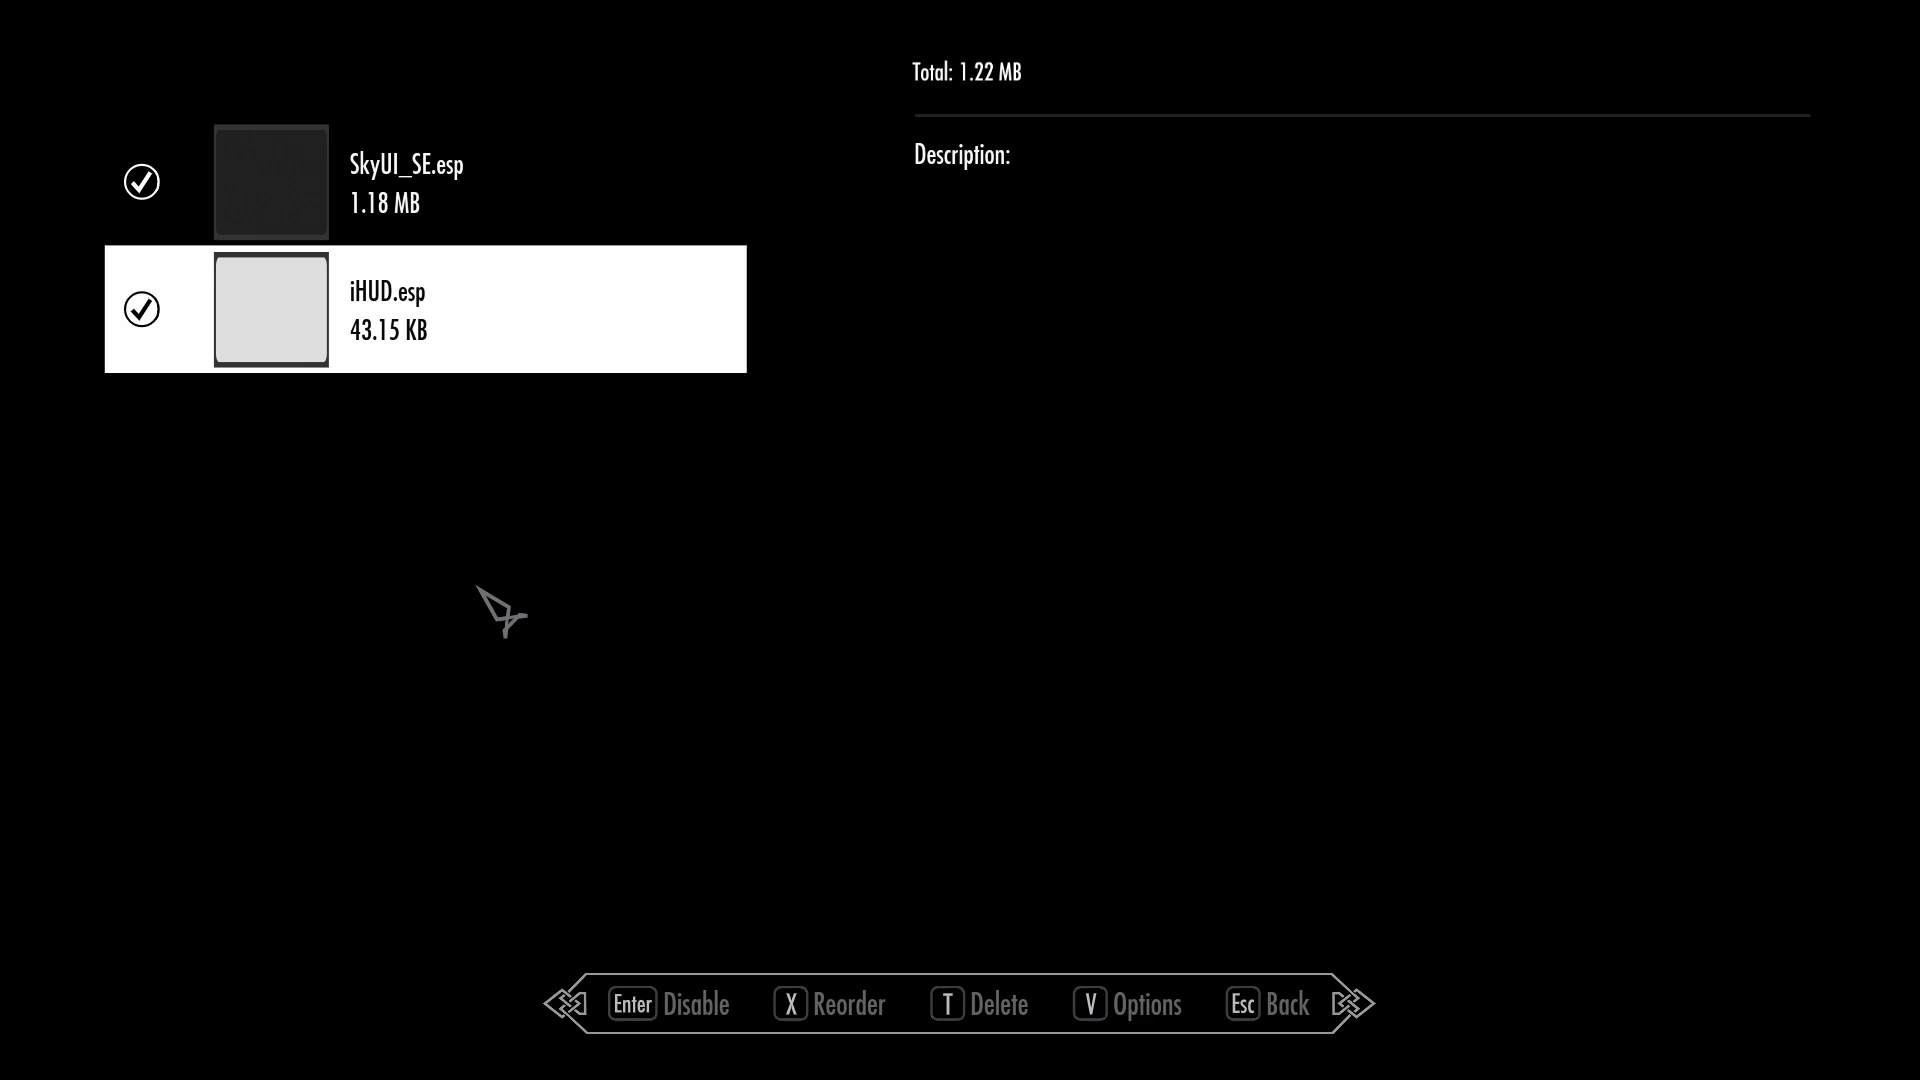 Total: 1.22 MB
SkyUI_SE.esp
1.18 MB
iHUD.esp
43.15 KB
Description:
Enter Disable X Reorder T Delete V Options Esc Back